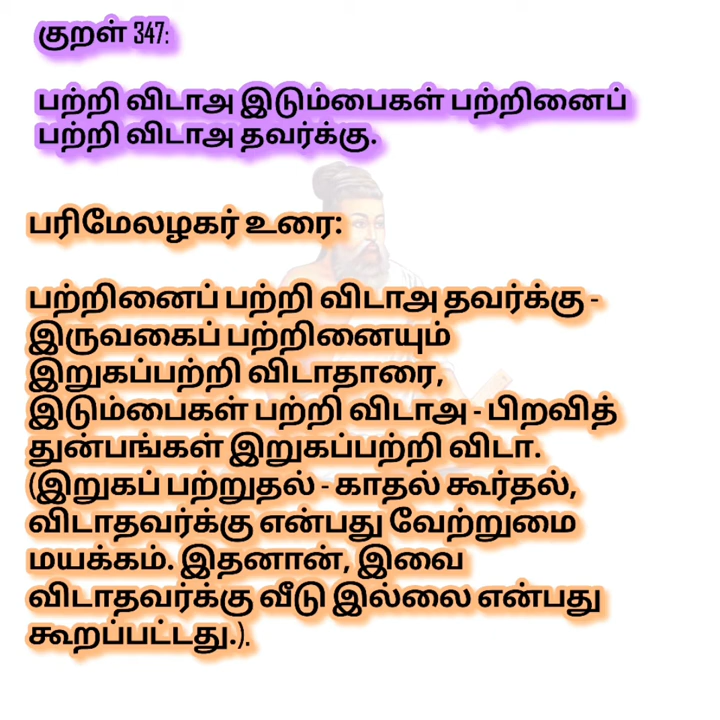 குறள் 347:
பற்றி விடாஅ இடும்பைகள் பற்றினைப்
பற்றி விடாஅ தவர்க்கு.
பரிமேலழகர் உரை:
பற்றினைப் பற்றி விடாஅ தவர்க்கு -
இருவகைப் பற்றினையும்
இறுகப்பற்றி விடாதாரை,
இடும்பைகள் பற்றி விடாஅ - பிறவித்
துன்பங்கள் இறுகப்பற்றி விடா.
(இறுகப் பற்றுதல் - காதல் கூர்தல்,
விடாதவர்க்கு என்பது வேற்றுமை
மயக்கம். இதனான், இவை
விடாதவர்க்கு வீடு இல்லை என்பது
கூறப்பட்டது.).